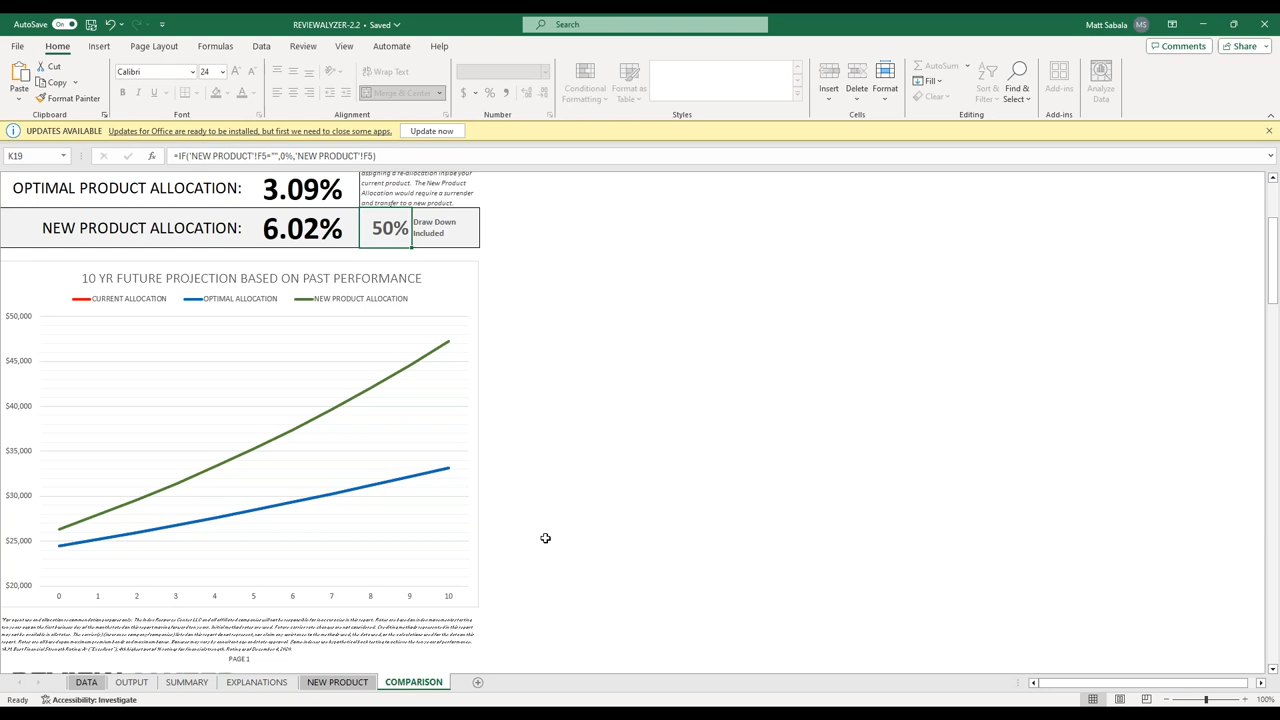 AutoSave On REVIEWALYZER-2.2 • Saved Search Matt Sabala MS
File Home Insert Page Layout Formulas Data Review View Automate Help Comments Share
Paste Cut Copy Format Painter Clipboard
Calibri 24 B I U Font
Wrap Text Merge & Center Alignment
$ % Number
Conditional Formatting Format as Table Styles
Insert Delete Format Cells
AutoSum Fill Clear Sort & Filter Find & Select Editing
Add-ins Add-ins
Analyze Data
UPDATES AVAILABLE Updates for Office are ready to be installed, but first we need to close some apps. Update now
K19 fx =IF('NEW PRODUCT'!F5="",0%,'NEW PRODUCT'!F5)
assigning a re-allocation inside your
current product. The New Product
Allocation would require a surrender
and transfer to a new product.
OPTIMAL PRODUCT ALLOCATION: 3.09%
NEW PRODUCT ALLOCATION: 6.02% 50% Draw Down
Included
10 YR FUTURE PROJECTION BASED ON PAST PERFORMANCE
CURRENT ALLOCATION OPTIMAL ALLOCATION NEW PRODUCT ALLOCATION
$50,000
$45,000
$40,000
$35,000
$30,000
$25,000
$20,000
0 1 2 3 4 5 6 7 8 9 10
PAGE 1
DATA OUTPUT SUMMARY EXPLANATIONS NEW PRODUCT COMPARISON
Ready Accessibility: Investigate 100%